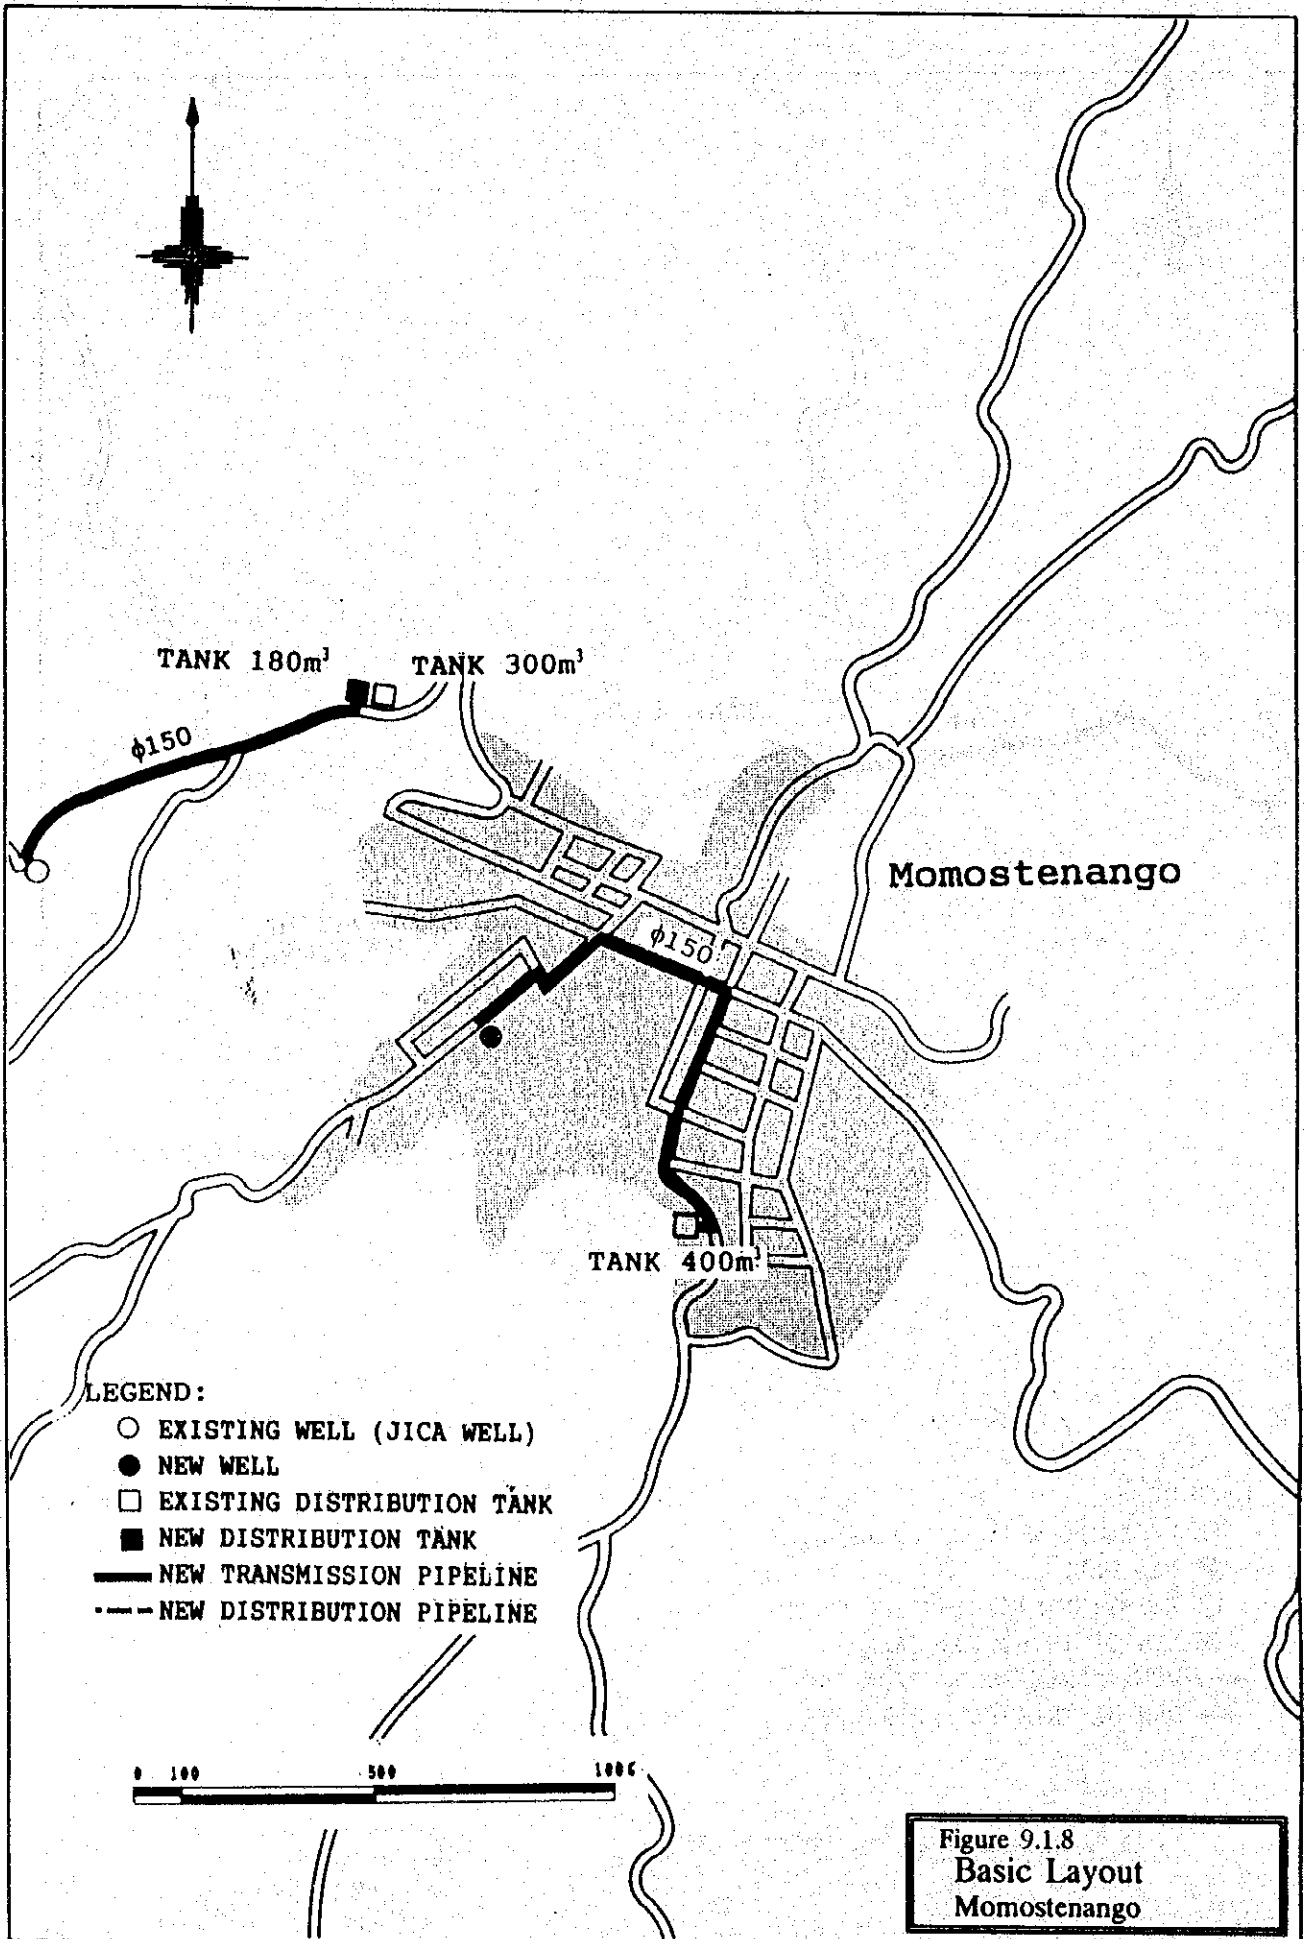 TANK 180m³
TANK 300m³
φ150
Momostenango
φ150
TANK 400m³
LEGEND:
EXISTING WELL (JICA WELL)
NEW WELL
EXISTING DISTRIBUTION TANK
NEW DISTRIBUTION TANK
NEW TRANSMISSION PIPELINE
NEW DISTRIBUTION PIPELINE
0 100 500
Figure 9.1.8
Basic Layout
Momostenango